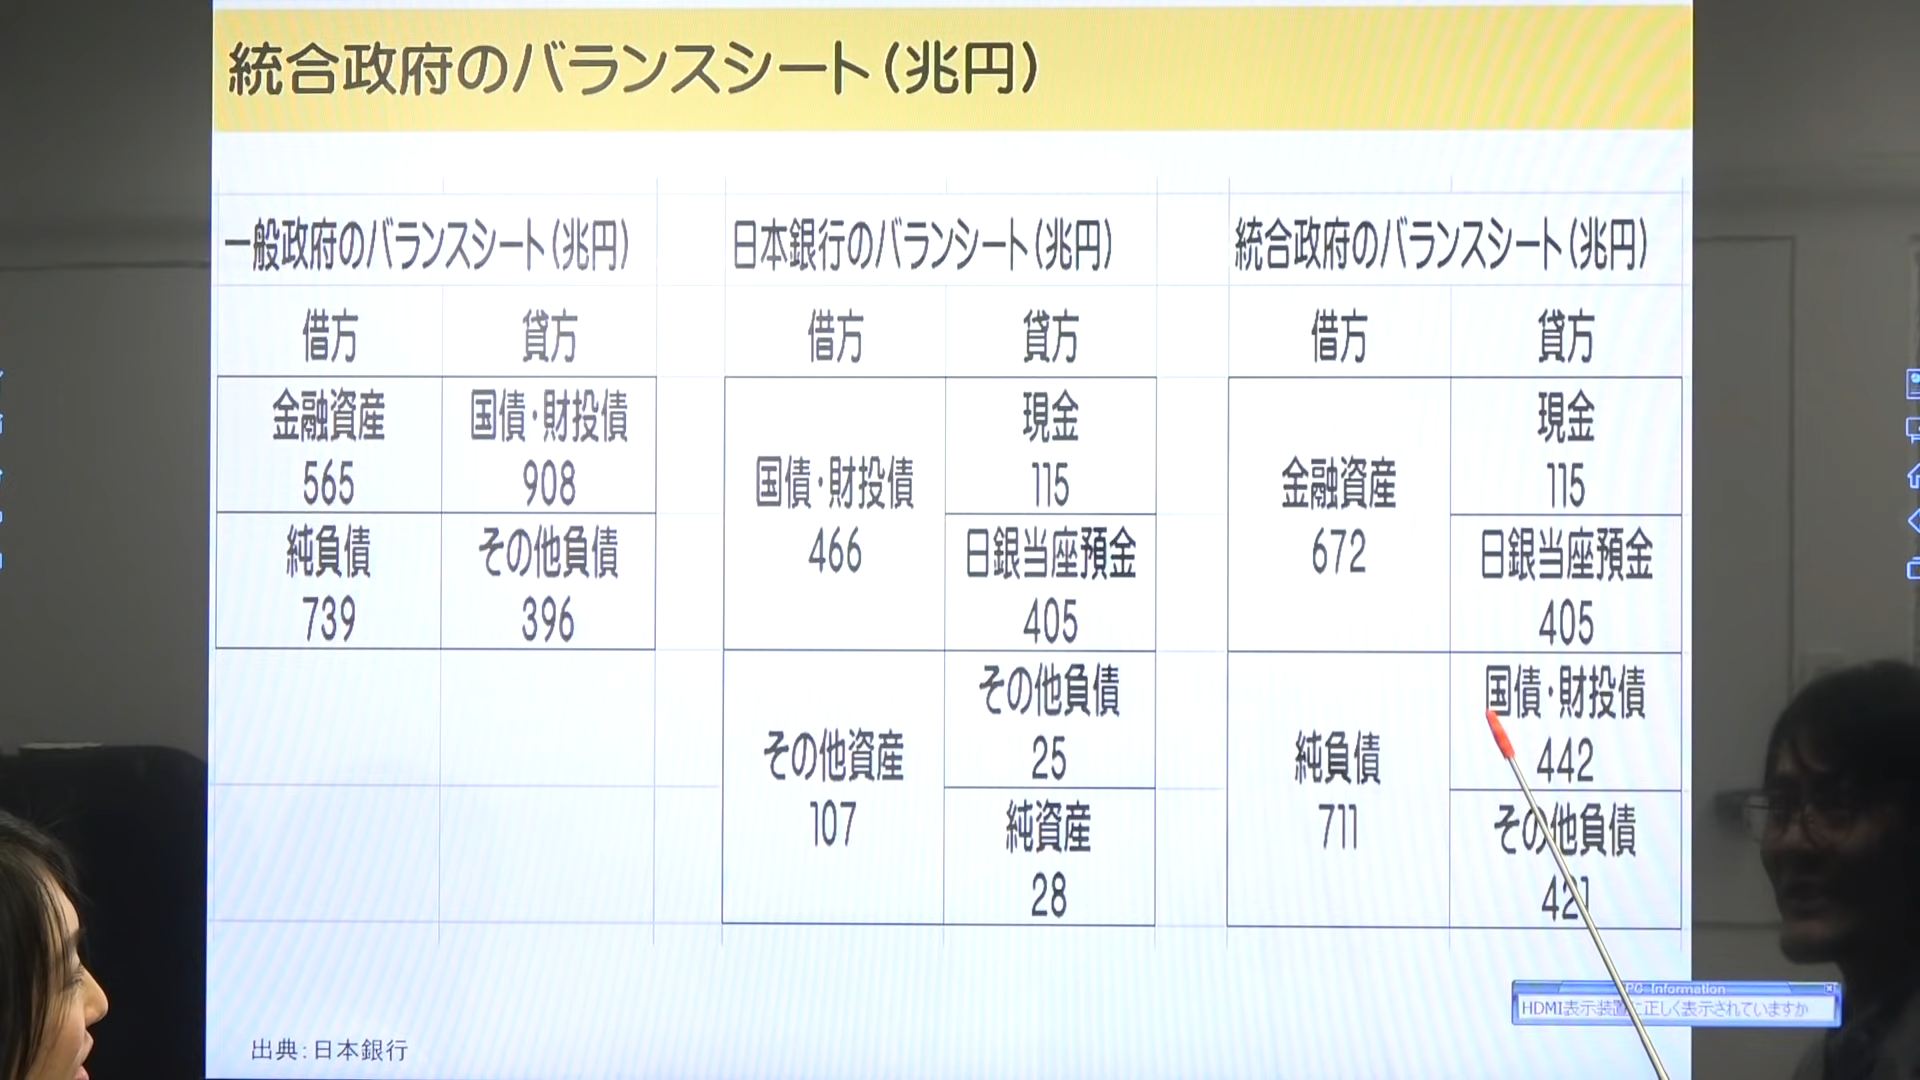 統合政府のバランスシート(兆円)
一般政府のバランスシート(兆円)
借方 貸方
金融資産 国債・財投債
565 908
純負債 その他負債
739 396
日本銀行のバランシート(兆円)
借方 貸方
国債・財投債
466
現金
115
日銀当座預金
405
その他資産
107
その他負債
25
純資産
28
統合政府のバランスシート(兆円)
借方 貸方
金融資産
672
現金
115
日銀当座預金
405
純負債
711
国債・財投債
442
その他負債
421
出典:日本銀行
PC Information
HDMI表示装置に正しく表示されていますか